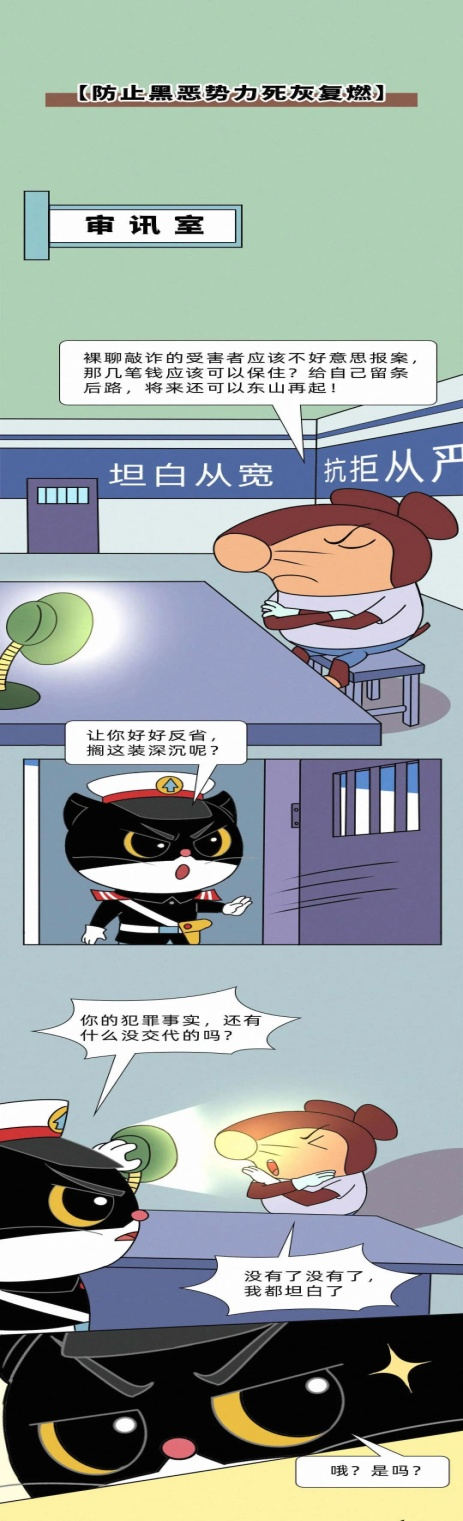 【防止黑恶势力死灰复燃】
审讯室
裸聊敲诈的受害者应该不好意思报案，
那几笔钱应该可以保住？给自己留条
后路，将来还可以东山再起！
坦白从宽
抗拒从严
让你好好反省，
搁这装深沉呢？
你的犯罪事实，还有
什么没交代的吗？
没有了没有了，
我都坦白了
哦？是吗？